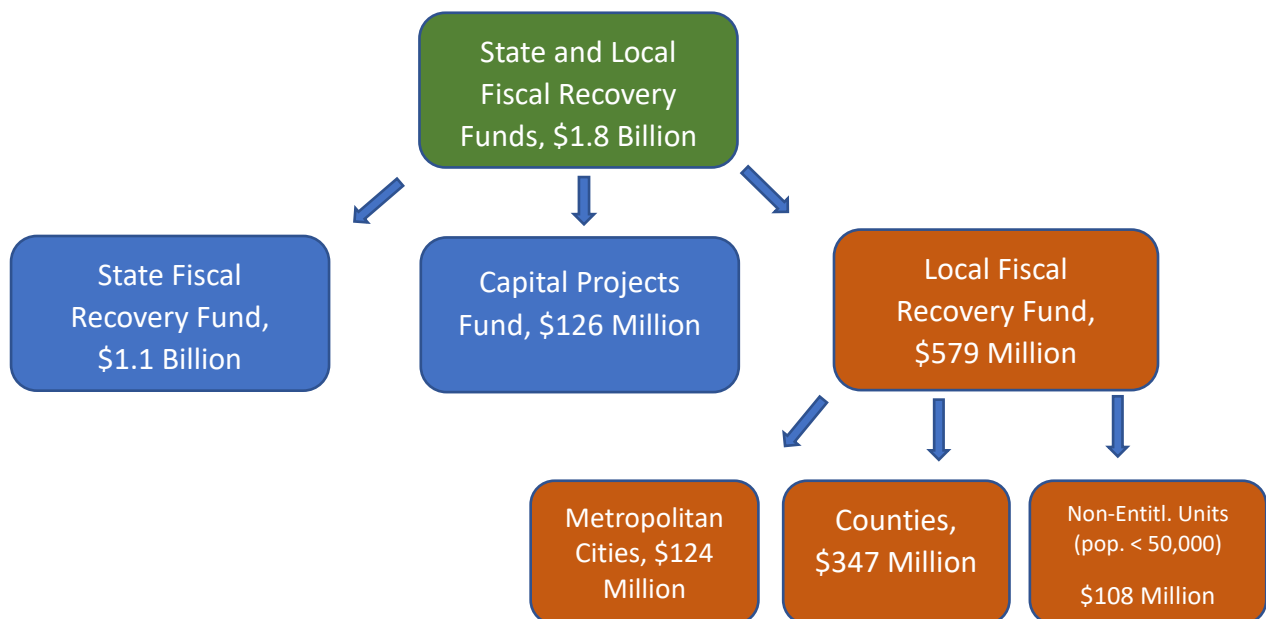 State and Local
Fiscal Recovery
Funds, $1.8 Billion
State Fiscal
Recovery Fund,
$1.1 Billion
Capital Projects
Fund, $126 Million
Local Fiscal
Recovery Fund,
$579 Million
Metropolitan
Cities, $124
Million
Counties,
$347 Million
Non-Entitl. Units
(pop. < 50,000)
$108 Million